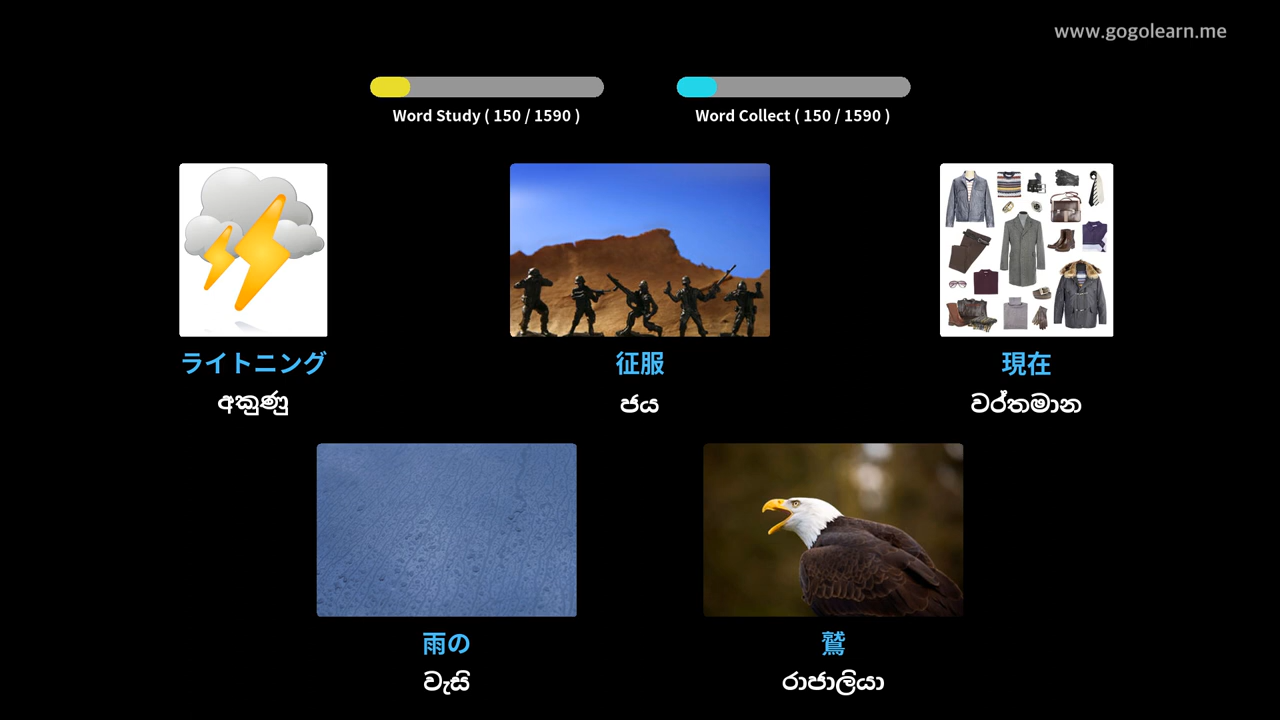 www.gogolearn.me
Word Study ( 150 / 1590 )
Word Collect ( 150 / 1590 )
ライトニング
征服
現在
අකුණු
ජය
වර්තමාන
雨の
鷲
වැසි
රාජාලියා